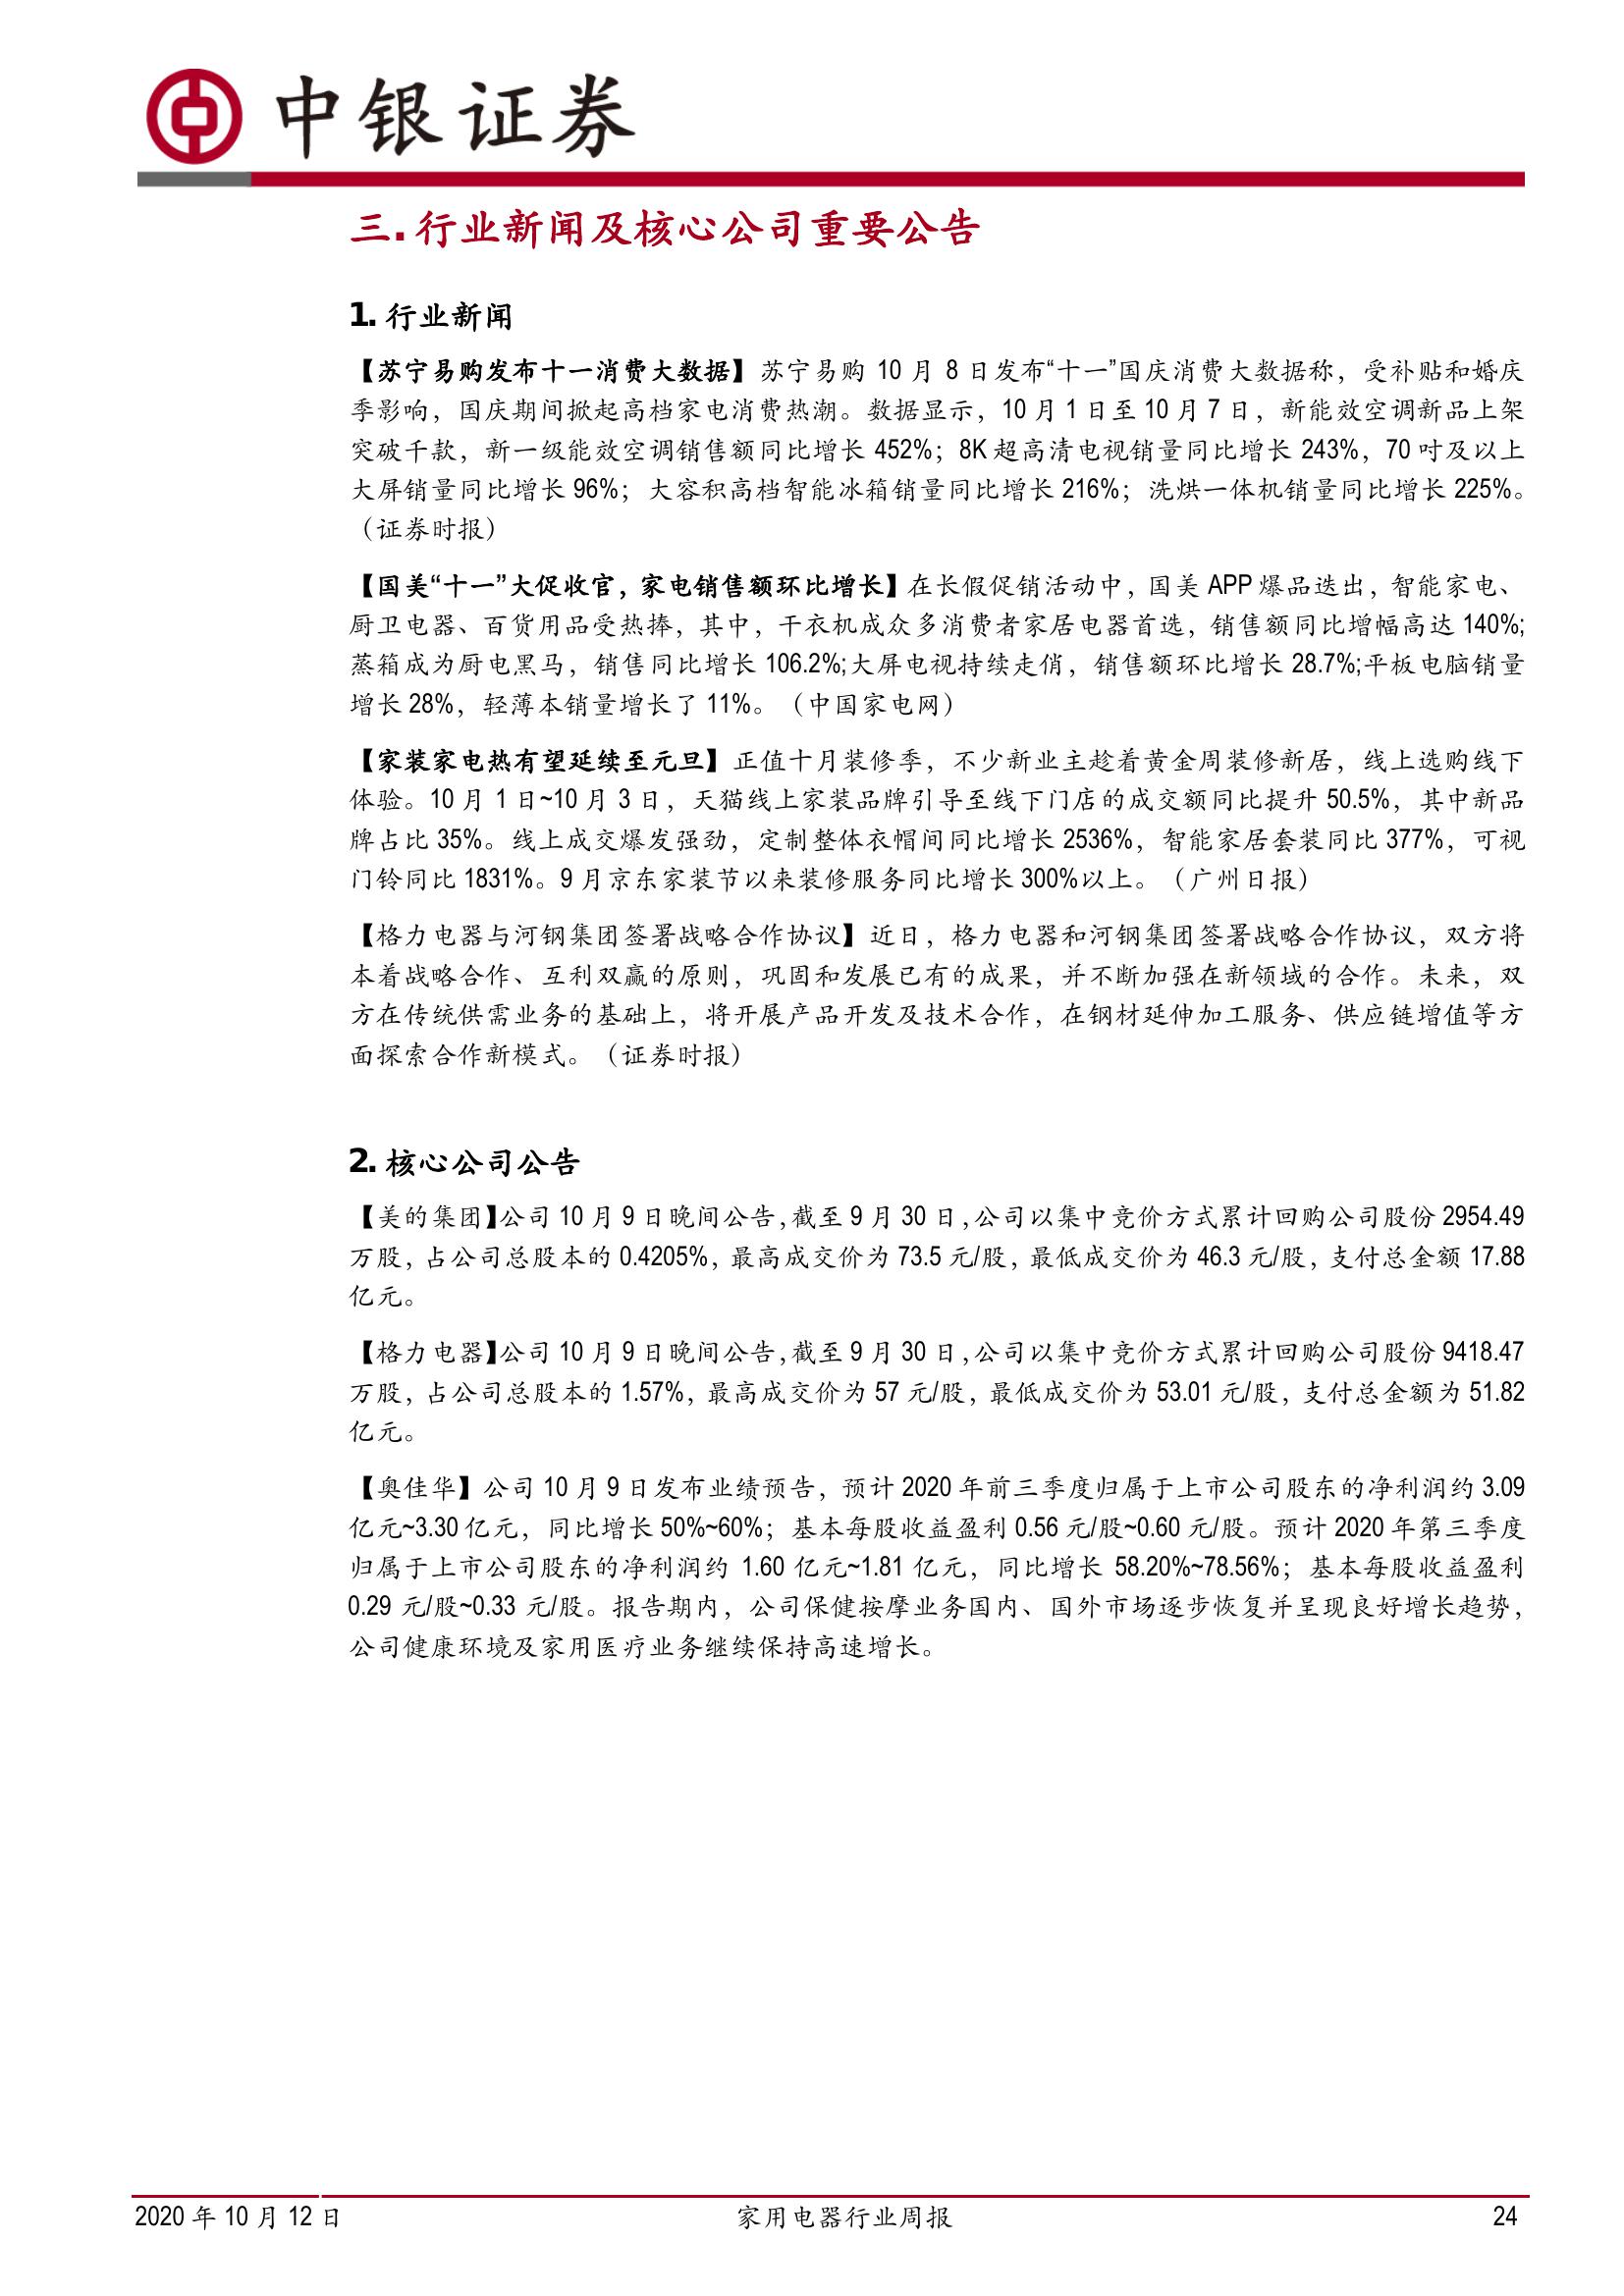 中银证券
三.行业新闻及核心公司重要公告
1. 行业新闻
【苏宁易购发布十一消费大数据】苏宁易购 10 月 8 日发布“十一”国庆消费大数据称，受补贴和婚庆
季影响，国庆期间掀起高档家电消费热潮。数据显示，10 月 1 日至 10 月 7 日，新能效空调新品上架
突破千款，新一级能效空调销售额同比增长 452%；8K 超高清电视销量同比增长 243%，70 吋及以上
大屏销量同比增长 96%；大容积高档智能冰箱销量同比增长 216%；洗烘一体机销量同比增长 225%。
（证券时报）
【国美“十一”大促收官，家电销售额环比增长】在长假促销活动中，国美 APP 爆品迭出，智能家电、
厨卫电器、百货用品受热捧，其中，干衣机成众多消费者家居电器首选，销售额同比增幅高达 140%;
蒸箱成为厨电黑马，销售同比增长 106.2%;大屏电视持续走俏，销售额环比增长 28.7%;平板电脑销量
增长 28%，轻薄本销量增长了 11%。（中国家电网）
【家装家电热有望延续至元旦】正值十月装修季，不少新业主趁着黄金周装修新居，线上选购线下
体验。10 月 1 日~10 月 3 日，天猫线上家装品牌引导至线下门店的成交额同比提升 50.5%，其中新品
牌占比 35%。线上成交爆发强劲，定制整体衣帽间同比增长 2536%，智能家居套装同比 377%，可视
门铃同比 1831%。9 月京东家装节以来装修服务同比增长 300%以上。（广州日报）
【格力电器与河钢集团签署战略合作协议】近日，格力电器和河钢集团签署战略合作协议，双方将
本着战略合作、互利双赢的原则，巩固和发展已有的成果，并不断加强在新领域的合作。未来，双
方在传统供需业务的基础上，将开展产品开发及技术合作，在钢材延伸加工服务、供应链增值等方
面探索合作新模式。（证券时报）
2. 核心公司公告
【美的集团】公司 10 月 9 日晚间公告，截至 9 月 30 日，公司以集中竞价方式累计回购公司股份 2954.49
万股，占公司总股本的 0.4205%，最高成交价为 73.5 元/股，最低成交价为 46.3 元/股，支付总金额 17.88
亿元。
【格力电器】公司 10 月 9 日晚间公告，截至 9 月 30 日，公司以集中竞价方式累计回购公司股份 9418.47
万股，占公司总股本的 1.57%，最高成交价为 57 元/股，最低成交价为 53.01 元/股，支付总金额为 51.82
亿元。
【奥佳华】公司 10 月 9 日发布业绩预告，预计 2020 年前三季度归属于上市公司股东的净利润约 3.09
亿元~3.30 亿元，同比增长 50%~60%；基本每股收益盈利 0.56 元/股~0.60 元/股。预计 2020 年第三季度
归属于上市公司股东的净利润约 1.60 亿元~1.81 亿元，同比增长 58.20%~78.56%；基本每股收益盈利
0.29 元/股~0.33 元/股。报告期内，公司保健按摩业务国内、国外市场逐步恢复并呈现良好增长趋势，
公司健康环境及家用医疗业务继续保持高速增长。
2020 年 10 月 12 日 家用电器行业周报 24